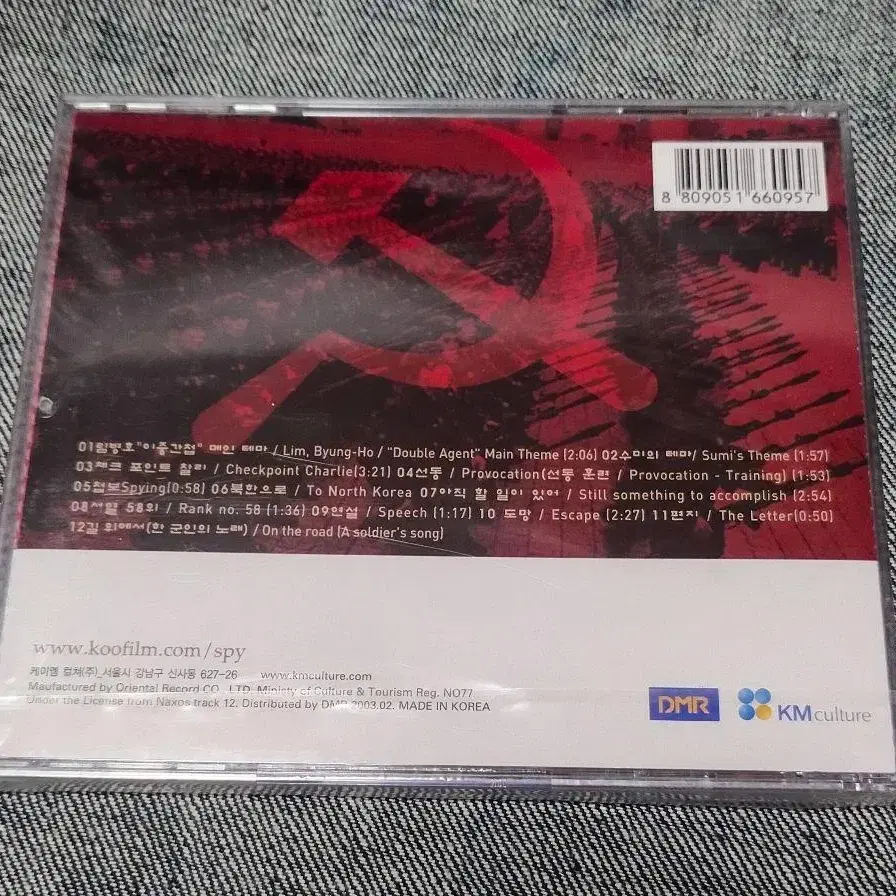 8 809051 660957
01림병호"이중간첩" 메인 테마 / Lim, Byung-Ho / "Double Agent" Main Theme (2:06) 02수미의 테마/ Sumi's Theme (1:57)
03체크 포인트 찰리 / Checkpoint Charlie(3:21) 04선동 / Provocation(선동 훈련 / Provocation - Training) (1:53)
05첩보Spying(0:58) 06북한으로 / To North Korea 07아직 할 일이 있어 / Still something to accomplish (2:54)
08서열 58위 / Rank no. 58 (1:36) 09연설 / Speech (1:17) 10 도망 / Escape (2:27) 11편지 / The Letter(0:50)
12길 위에서(한 군인의 노래) / On the road (A soldier's song)
www.koofilm.com/spy
케이엠 컬쳐(주)_서울시 강남구 신사동 627-26 www.kmculture.com
Maufactured by Oriental Record CO., LTD. Ministy of Culture & Tourism Reg. NO77
Under the License from Naxos track 12. Distributed by DMR 2003.02. MADE IN KOREA
DMR
KM culture